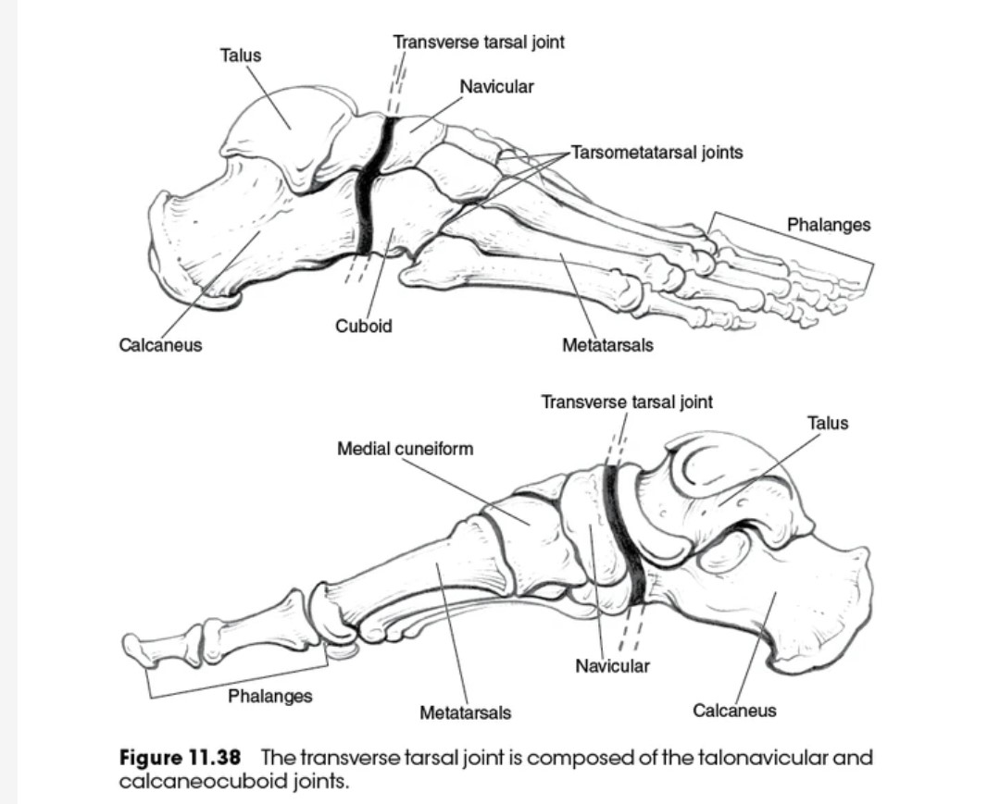 Transverse tarsal joint
Talus
Navicular
Tarsometatarsal joints
Phalanges
Cuboid
Calcaneus
Metatarsals
Transverse tarsal joint
Talus
Medial cuneiform
Navicular
Phalanges
Metatarsals
Calcaneus
Figure 11.38 The transverse tarsal joint is composed of the talonavicular and
calcaneocuboid joints.